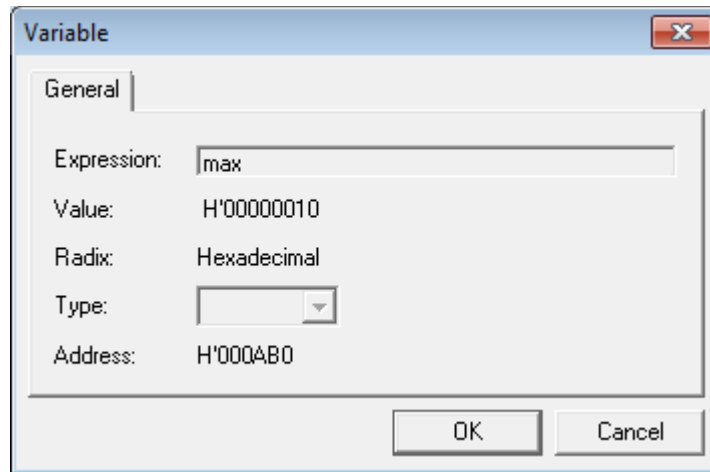 Variable
General
Expression: max
Value: H'00000010
Radix: Hexadecimal
Type:
Address: H'000AB0
OK Cancel